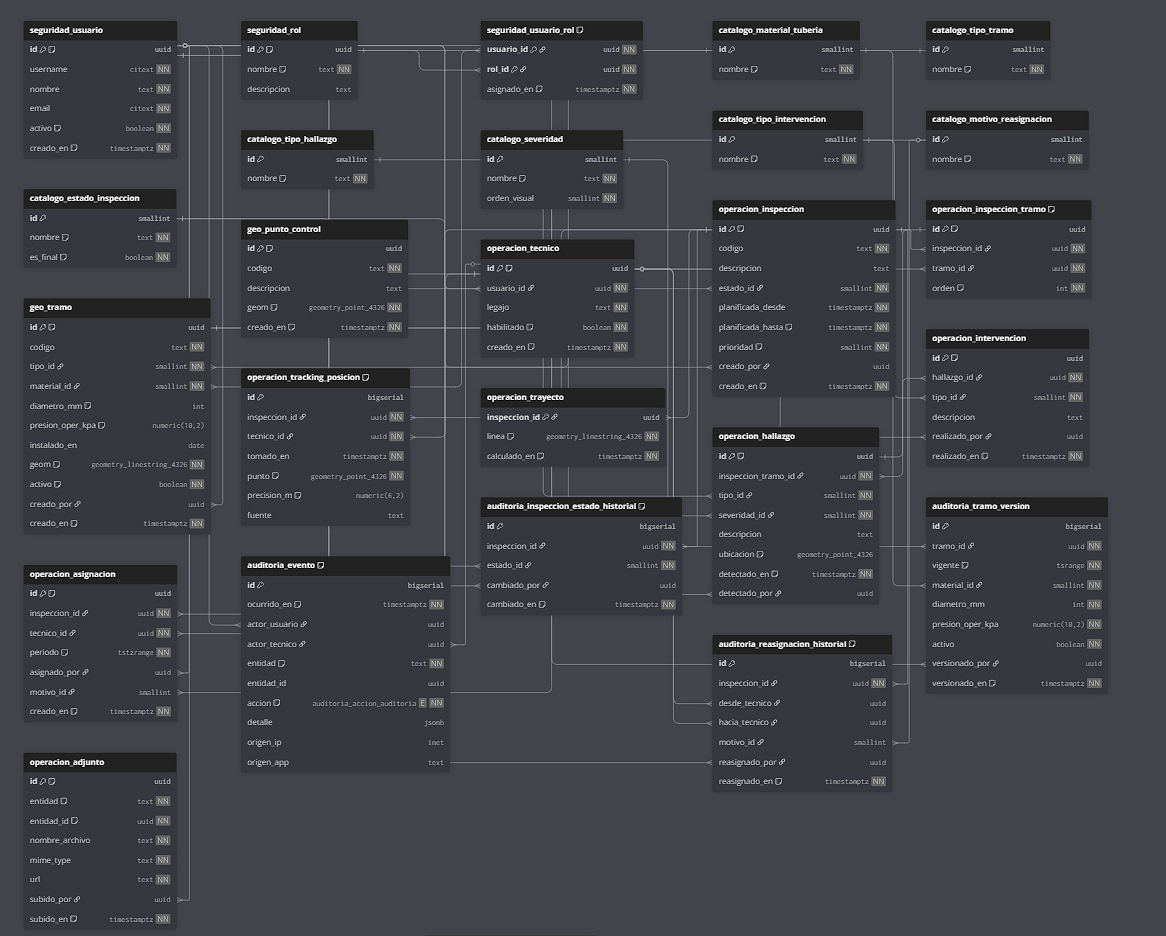 seguridad_usuario
id uuid
username citext NN
nombre text NN
email citext NN
activo boolean NN
creado_en timestamptz NN
catalogo_estado_inspeccion
id smallint
nombre text NN
es_final boolean NN
geo_tramo
id uuid
codigo text NN
tipo_id smallint NN
material_id smallint NN
diametro_mm int
presion_oper_kpa numeric(10,2)
instalado_en date
geom geometry_linestring_4326
activo boolean NN
creado_por uuid
creado_en timestamptz NN
operacion_asignacion
id uuid
inspeccion_id uuid NN
tecnico_id uuid NN
periodo tstzrange NN
asignado_por uuid
motivo_id smallint
creado_en timestamptz NN
operacion_adjunto
id uuid
entidad text NN
entidad_id uuid NN
nombre_archivo text NN
mime_type text NN
url text NN
subido_por uuid
subido_en timestamptz NN
seguridad_rol
id uuid
nombre text NN
descripcion text
catalogo_tipo_hallazgo
id smallint
nombre text NN
geo_punto_control
id uuid
codigo text NN
descripcion text
geom geometry_point_4326
creado_en timestamptz NN
operacion_tracking_posicion
id bigserial
inspeccion_id uuid NN
tecnico_id uuid NN
tomado_en timestamptz NN
punto geometry_point_4326 NN
precision_m numeric(6,2)
fuente text
auditoria_evento
id bigserial
ocurrido_en timestamptz NN
actor_usuario uuid
actor_tecnico uuid
entidad text NN
entidad_id uuid
accion auditoria_accion_auditoria E NN
detalle jsonb
origen_ip inet
origen_app text
seguridad_usuario_rol
usuario_id uuid NN
rol_id uuid NN
asignado_en timestamptz NN
catalogo_severidad
id smallint
nombre text NN
orden_visual smallint NN
operacion_tecnico
id uuid
usuario_id uuid NN
legajo text NN
habilitado boolean NN
creado_en timestamptz NN
operacion_trayecto
inspeccion_id uuid
linea geometry_linestring_4326 NN
calculado_en timestamptz NN
auditoria_inspeccion_estado_historial
id bigserial
inspeccion_id uuid NN
estado_id smallint NN
cambiado_por uuid
cambiado_en timestamptz NN
catalogo_material_tuberia
id smallint
nombre text NN
catalogo_tipo_intervencion
id smallint
nombre text NN
operacion_inspeccion
id uuid
codigo text NN
descripcion text
estado_id smallint NN
planificada_desde timestamptz NN
planificada_hasta timestamptz NN
prioridad smallint NN
creado_por uuid
creado_en timestamptz NN
operacion_hallazgo
id uuid
inspeccion_tramo_id uuid NN
tipo_id smallint NN
severidad_id smallint NN
descripcion text
ubicacion geometry_point_4326
detectado_en timestamptz NN
detectado_por uuid
auditoria_reasignacion_historial
id bigserial
inspeccion_id uuid NN
desde_tecnico uuid
hacia_tecnico uuid
motivo_id smallint
reasignado_por uuid
reasignado_en timestamptz NN
catalogo_tipo_tramo
id smallint
nombre text NN
catalogo_motivo_reasignacion
id smallint
nombre text NN
operacion_inspeccion_tramo
id uuid
inspeccion_id uuid NN
tramo_id uuid NN
orden int NN
operacion_intervencion
id uuid
hallazgo_id uuid NN
tipo_id smallint NN
descripcion text
realizado_por uuid
realizado_en timestamptz NN
auditoria_tramo_version
id bigserial
tramo_id uuid NN
vigente tsrange NN
material_id smallint NN
diametro_mm int NN
presion_oper_kpa numeric(10,2) NN
activo boolean NN
versionado_por uuid
versionado_en timestamptz NN